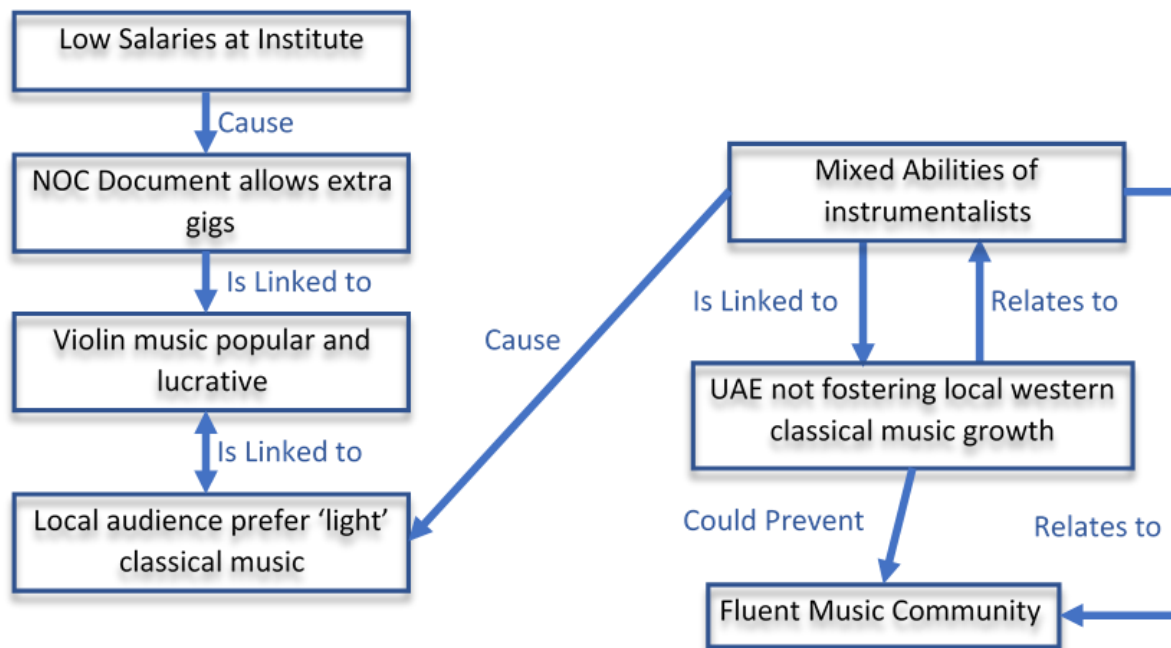 Low Salaries at Institute
Cause
NOC Document allows extra
gigs
Is Linked to
Violin music popular and
lucrative
Is Linked to
Local audience prefer ‘light’
classical music
Cause
Mixed Abilities of
instrumentalists
Is Linked to
Relates to
UAE not fostering local western
classical music growth
Could Prevent
Relates to
Fluent Music Community